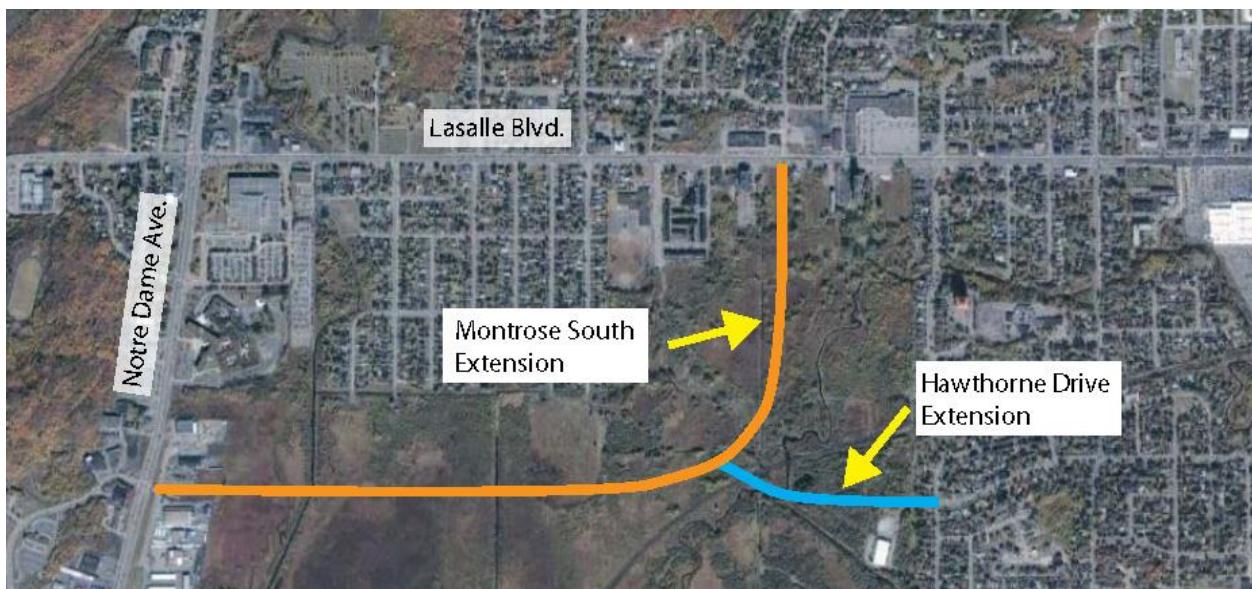 Lasalle Blvd.
Notre Dame Ave.
Montrose South
Extension
Hawthorne Drive
Extension